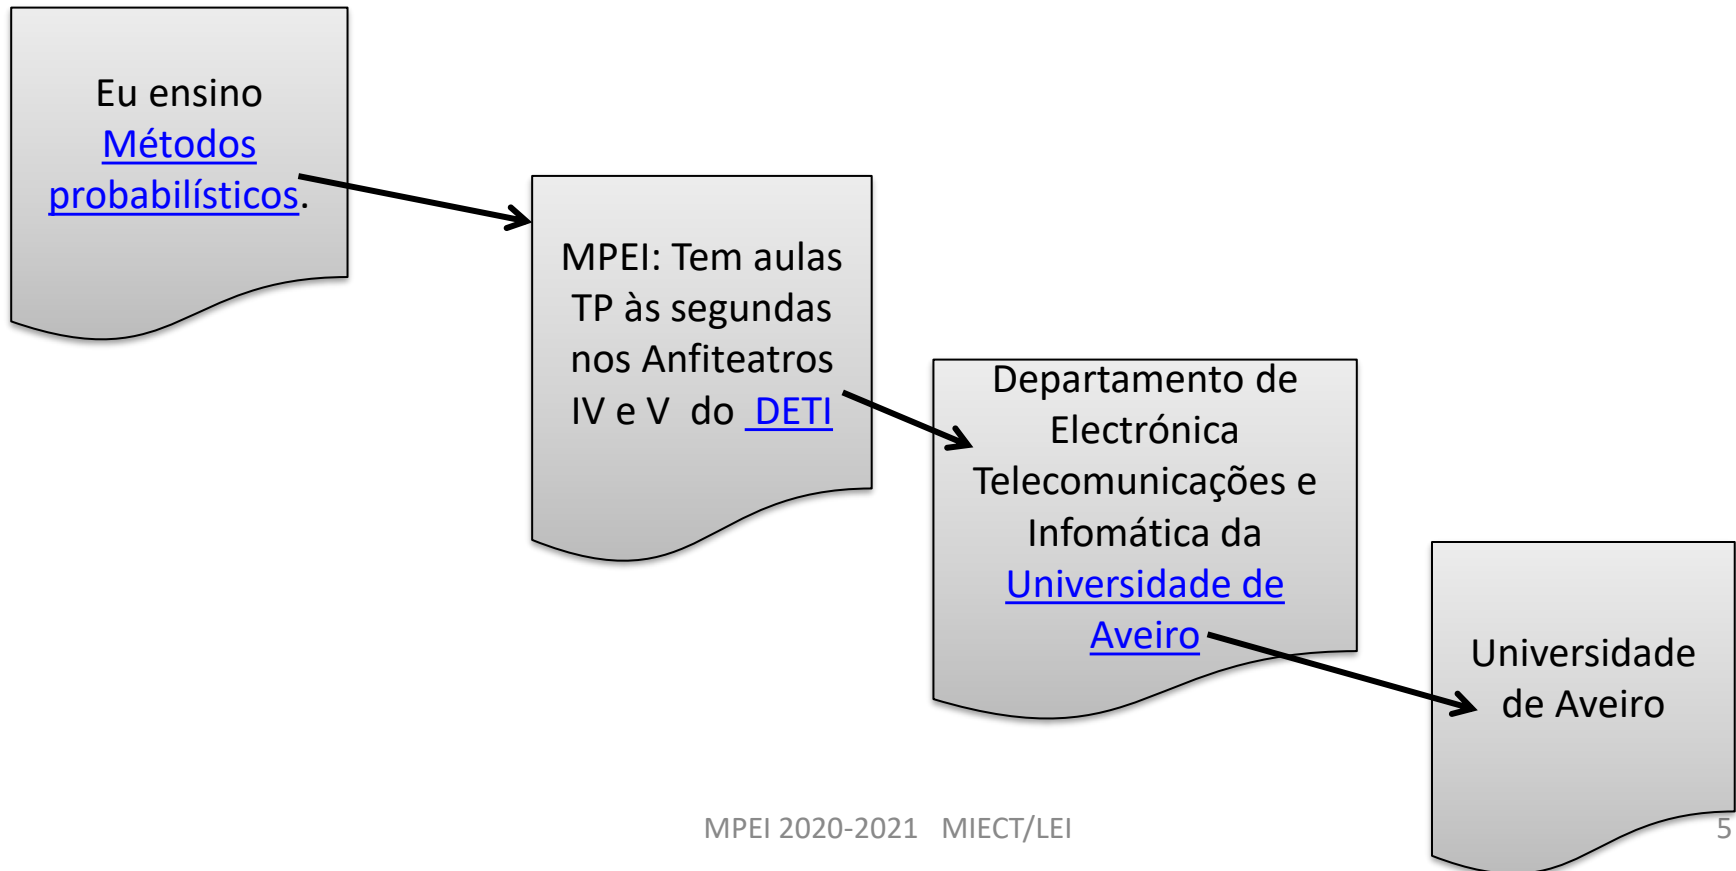 Eu ensino
Métodos
probabilísticos.
MPEI: Tem aulas
TP às segundas
nos Anfiteatros
IV e V do DETI
Departamento de
Electrónica
Telecomunicações e
Infomática da
Universidade de
Aveiro
Universidade
de Aveiro
MPEI 2020-2021 MIECT/LEI
5